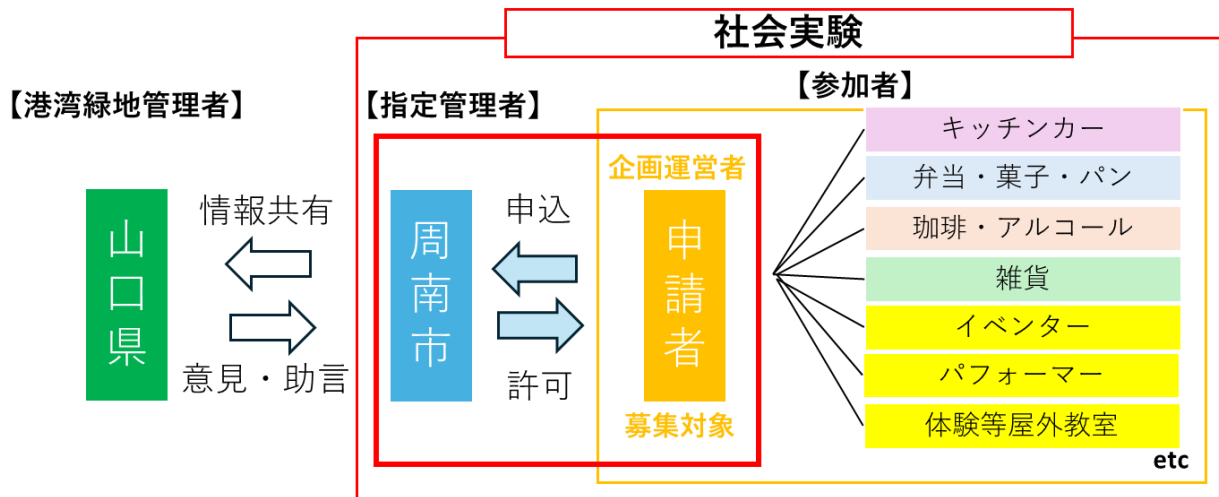 社会実験
【港湾緑地管理者】
【指定管理者】
【参加者】
山口県
情報共有
意見・助言
周南市
申込
許可
企画運営者
申請者
募集対象
キッチンカー
弁当・菓子・パン
珈琲・アルコール
雑貨
イベンター
パフォーマー
体験等屋外教室
etc